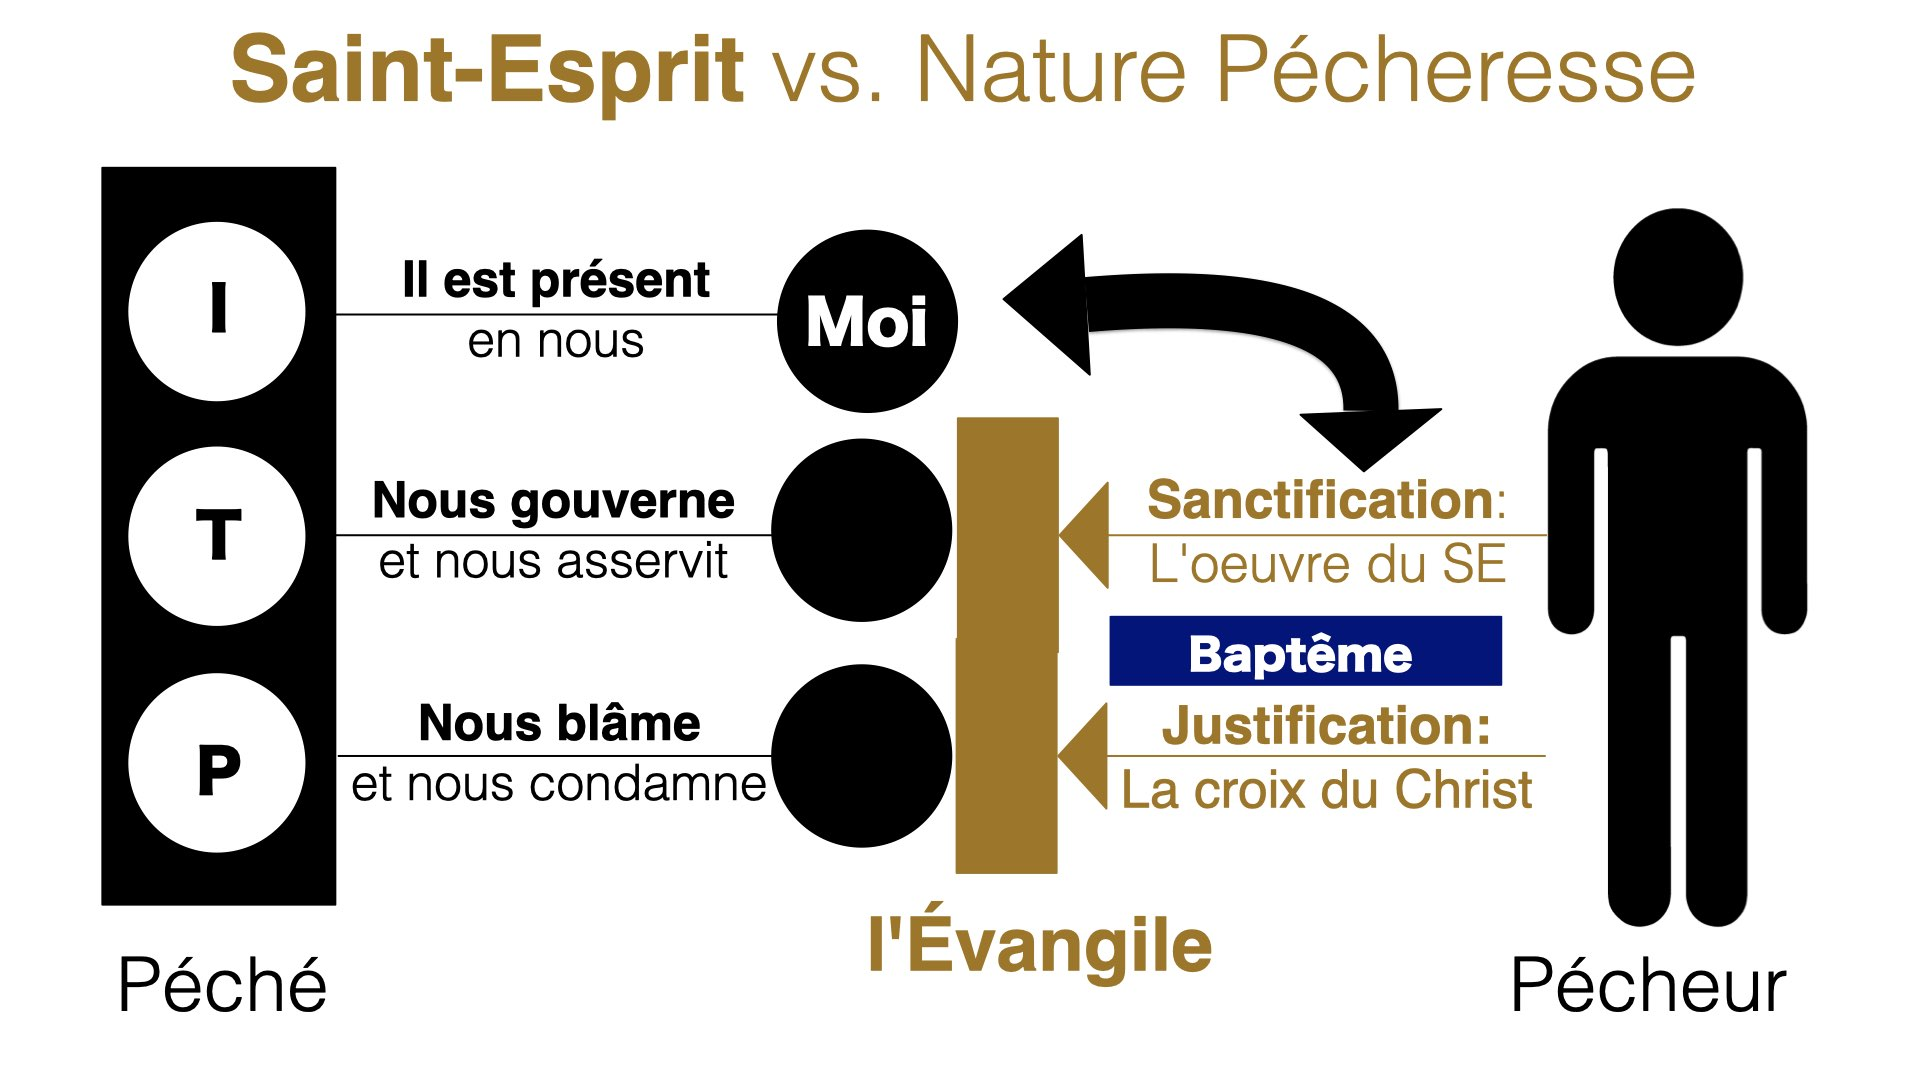 Saint-Esprit vs. Nature Pécheresse
I
Il est présent
en nous
Moi
T
Nous gouverne
et nous asservit
Sanctification:
L'oeuvre du SE
Baptême
P
Nous blâme
et nous condamne
Justification:
La croix du Christ
l'Évangile
Péché
Pécheur